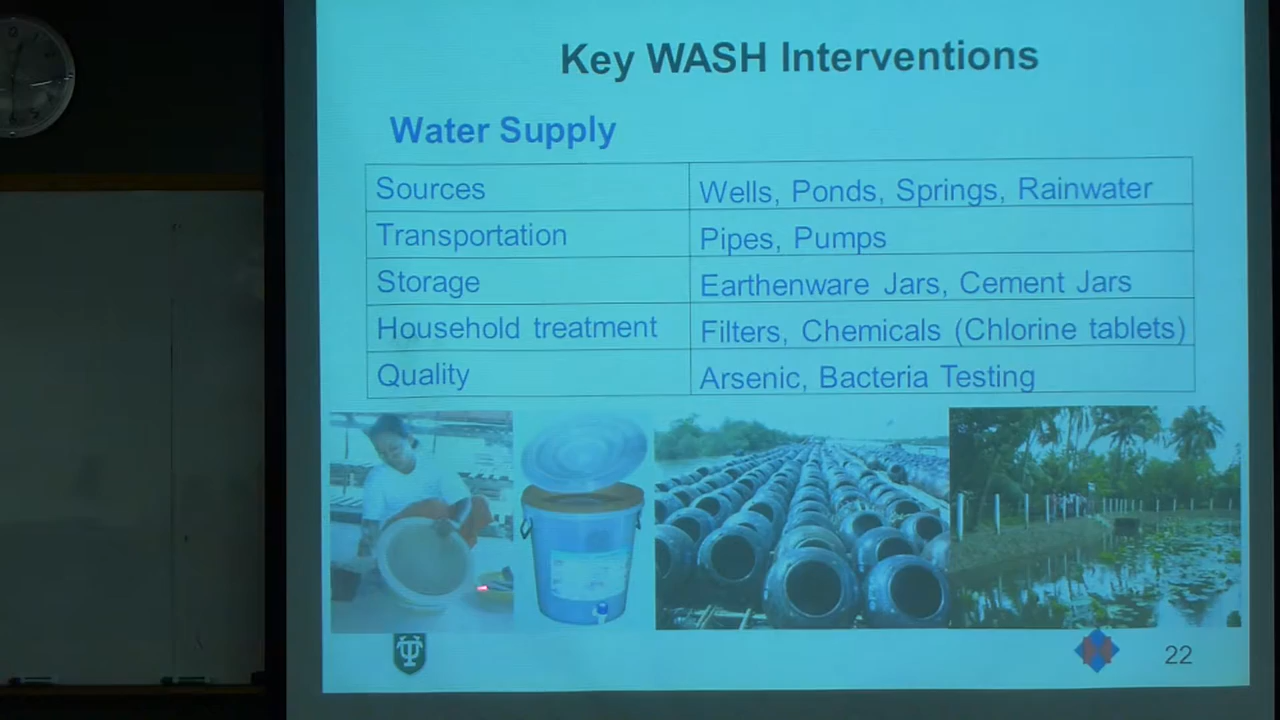 Key WASH Interventions
Water Supply
Sources Wells, Ponds, Springs, Rainwater
Transportation Pipes, Pumps
Storage Earthenware Jars, Cement Jars
Household treatment Filters, Chemicals (Chlorine tablets)
Quality Arsenic, Bacteria Testing
22